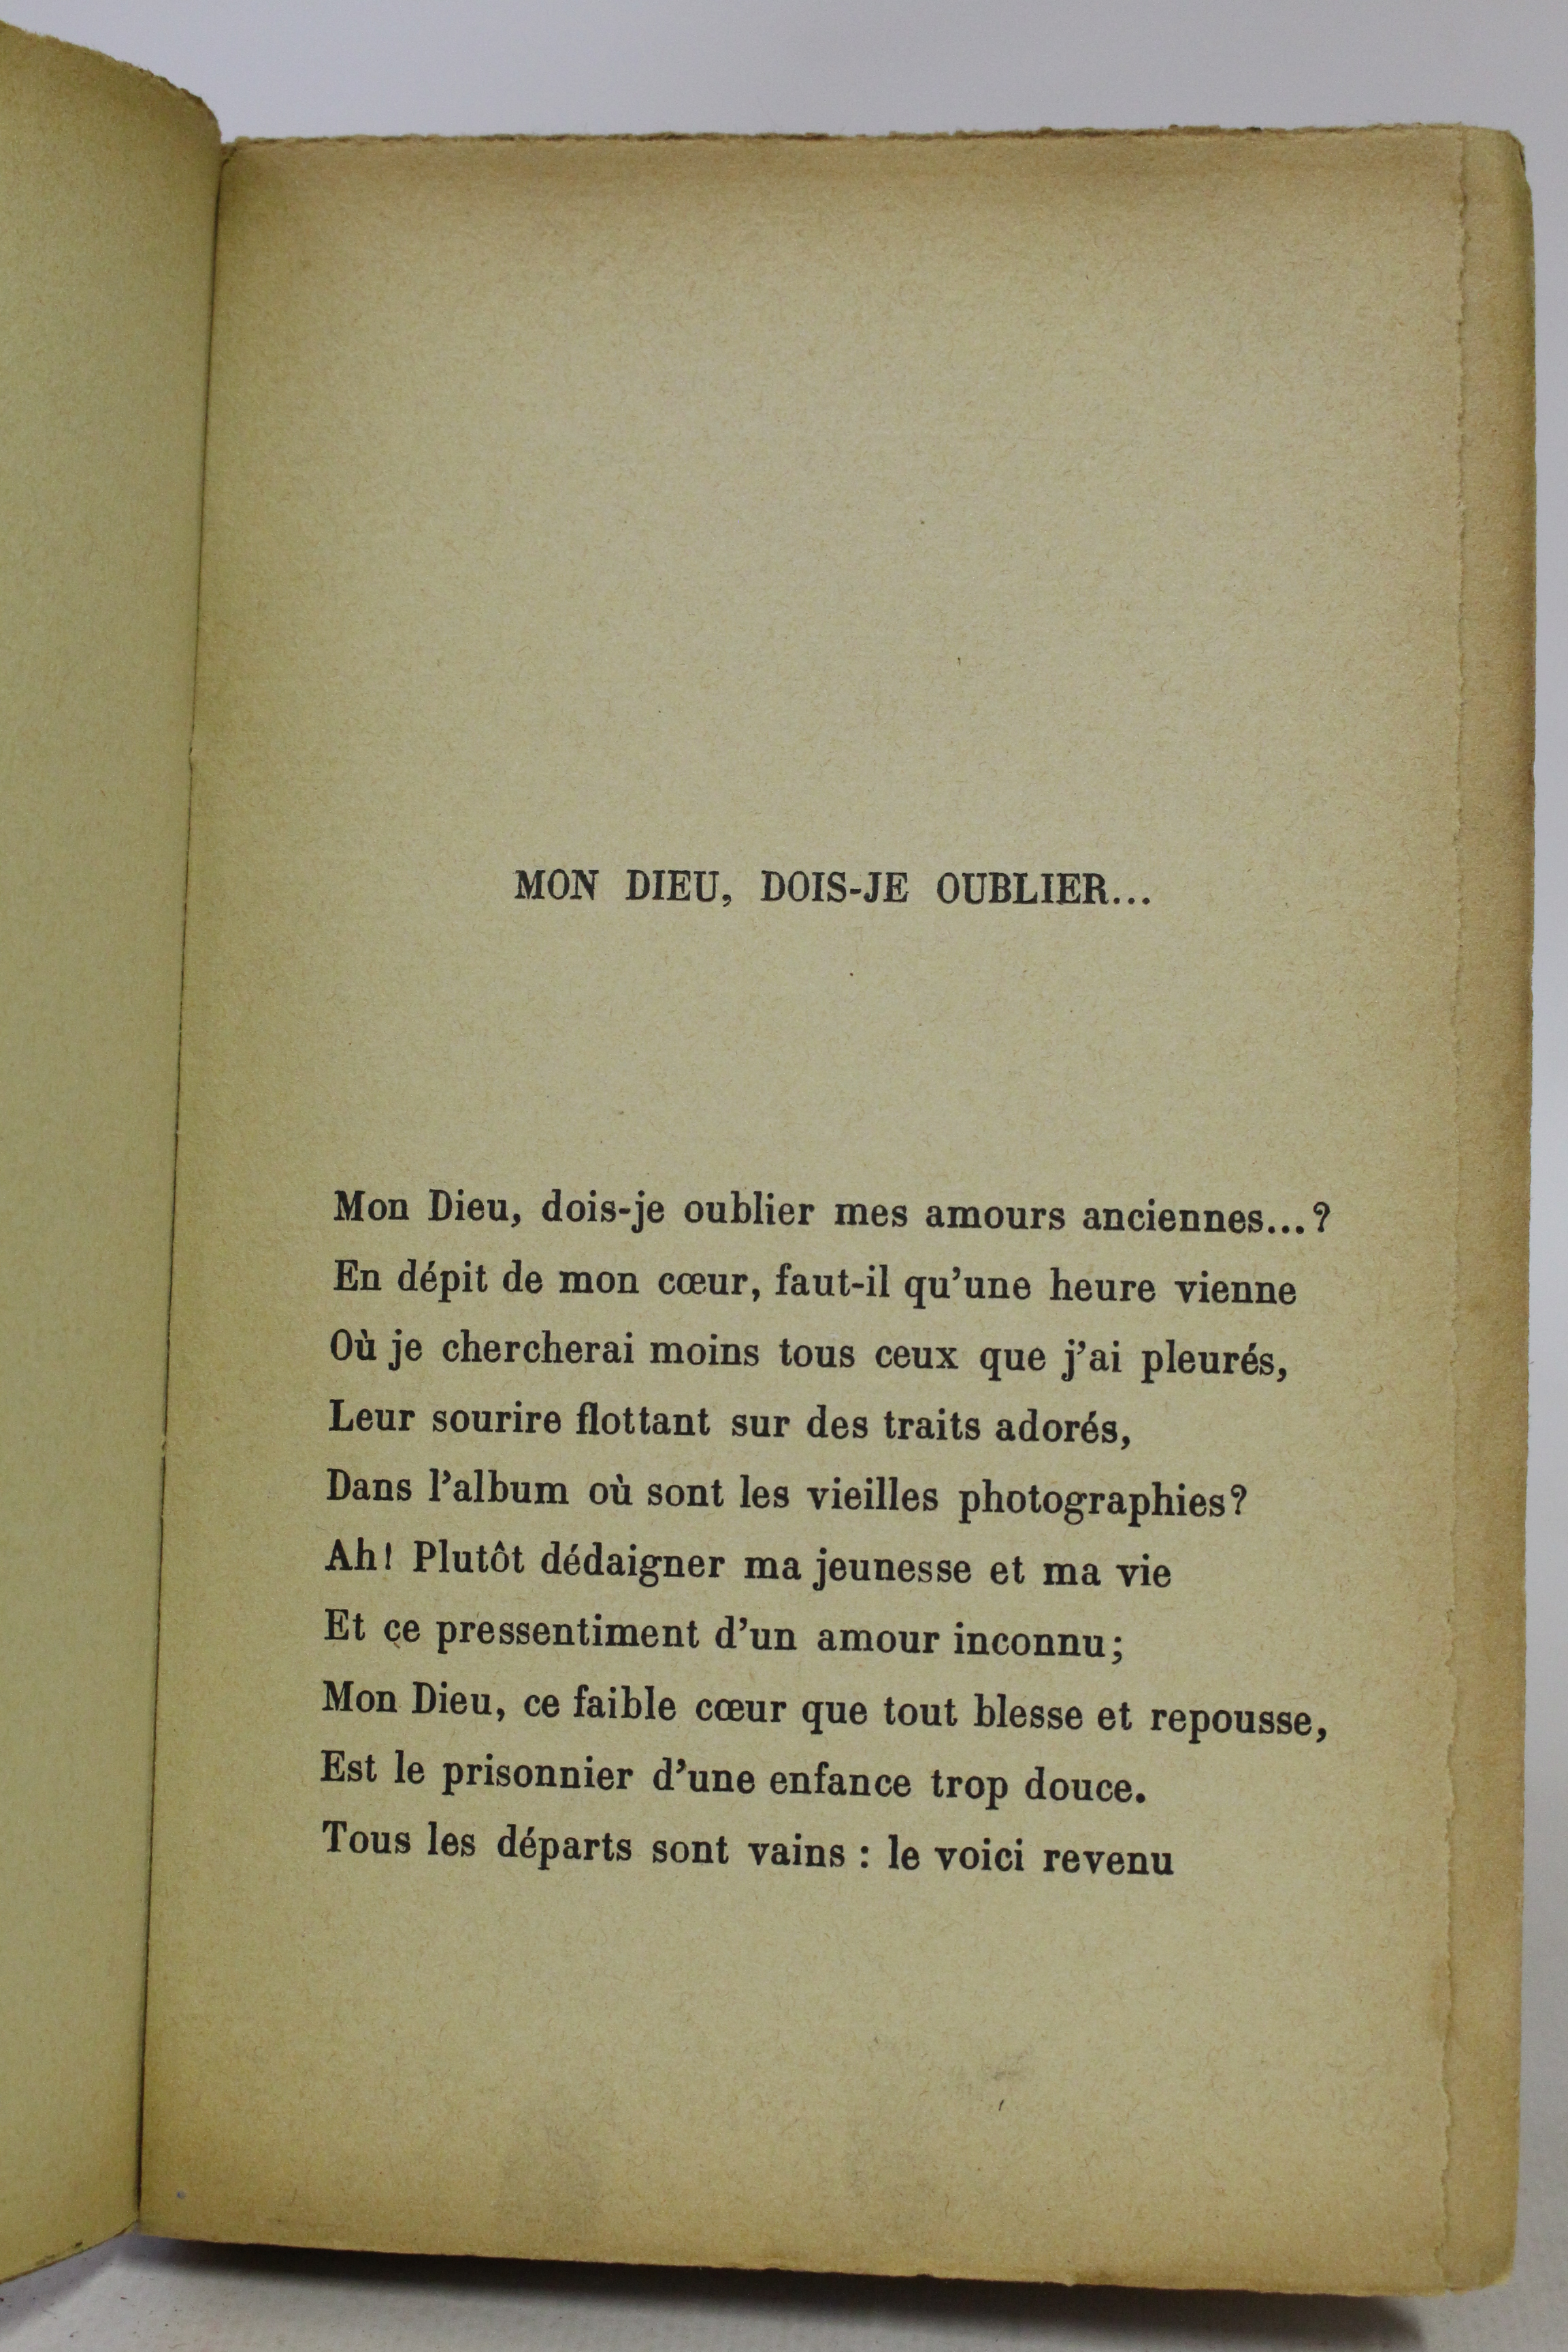 MON DIEU, DOIS-JE OUBLIER...
Mon Dieu, dois-je oublier mes amours anciennes...?
En dépit de mon cœur, faut-il qu'une heure vienne
Où je chercherai moins tous ceux que j'ai pleurés,
Leur sourire flottant sur des traits adorés,
Dans l'album où sont les vieilles photographies?
Ah! Plutôt dédaigner ma jeunesse et ma vie
Et ce pressentiment d'un amour inconnu;
Mon Dieu, ce faible cœur que tout blesse et repousse,
Est le prisonnier d'une enfance trop douce.
Tous les départs sont vains : le voici revenu